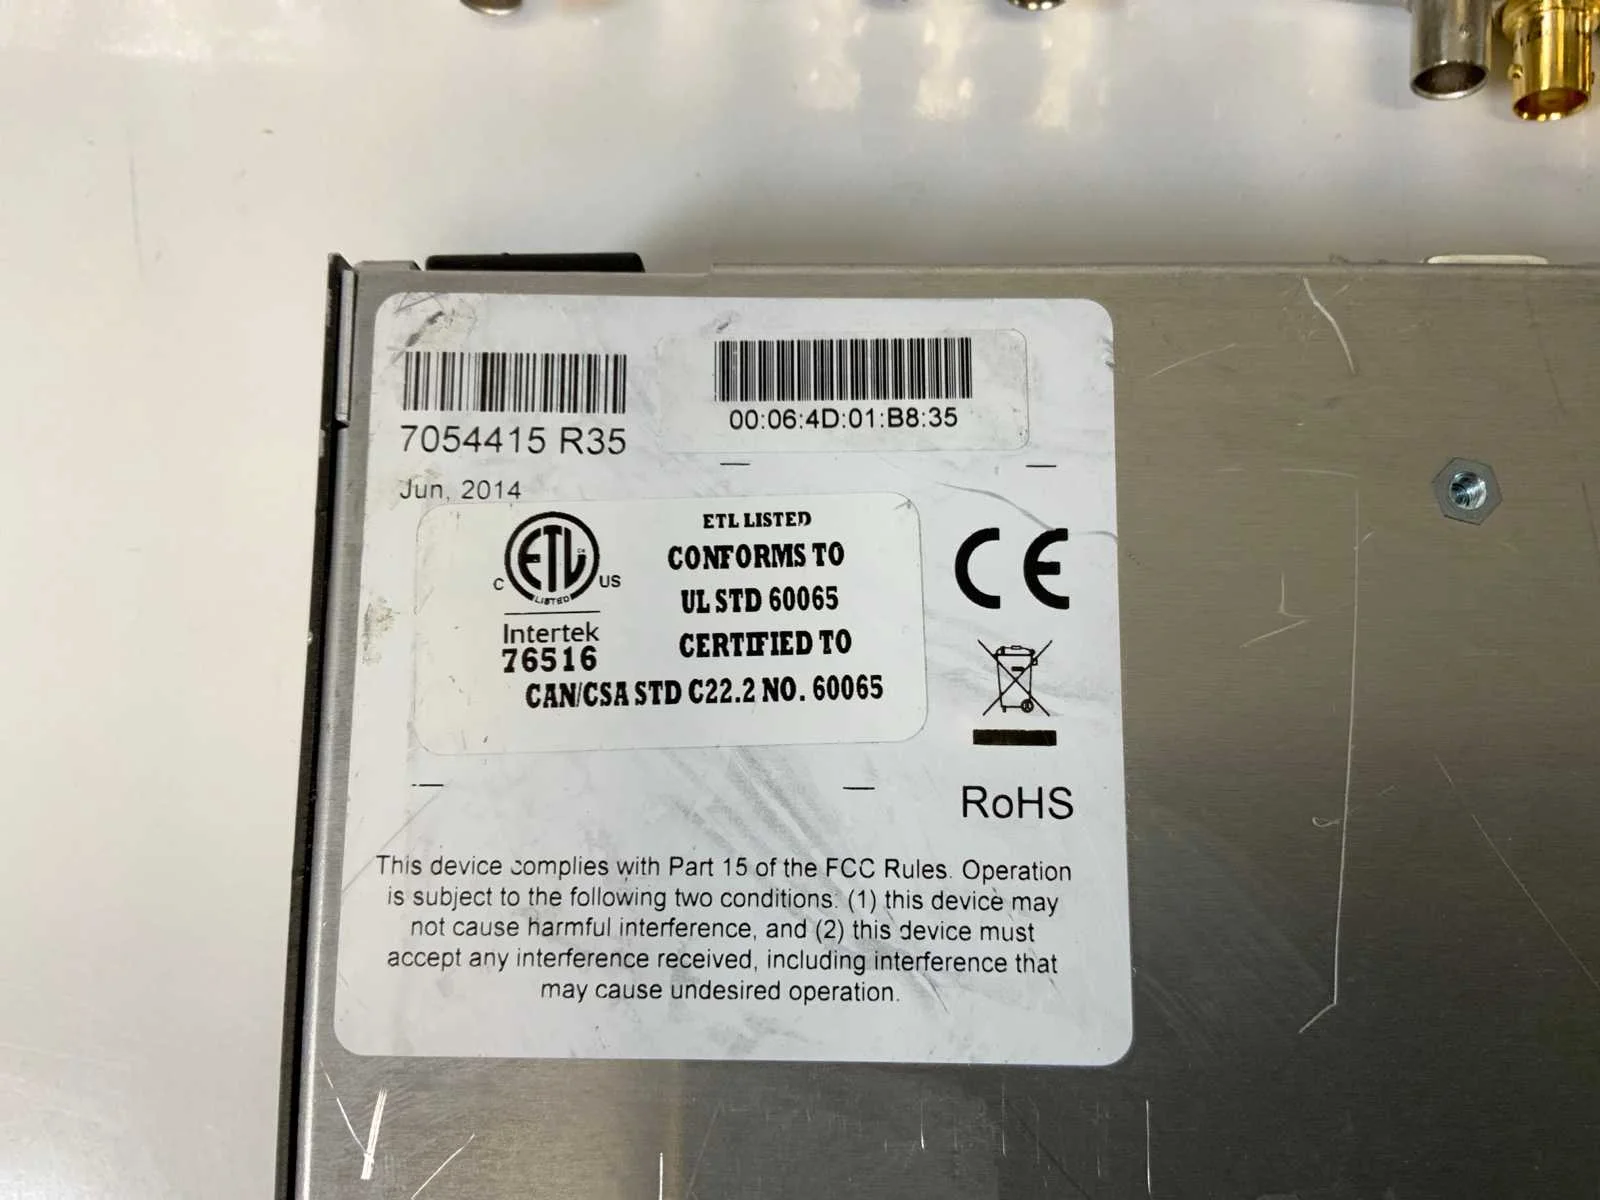 7054415 R35
00:06:4D:01:B8:35
Jun, 2014
ETL LISTED
CONFORMS TO
UL STD 60065
CERTIFIED TO
CAN/CSA STD C22.2 NO. 60065
C ETL US
LISTED
Intertek
76516
CE
RoHS
This device complies with Part 15 of the FCC Rules. Operation
is subject to the following two conditions: (1) this device may
not cause harmful interference, and (2) this device must
accept any interference received, including interference that
may cause undesired operation.